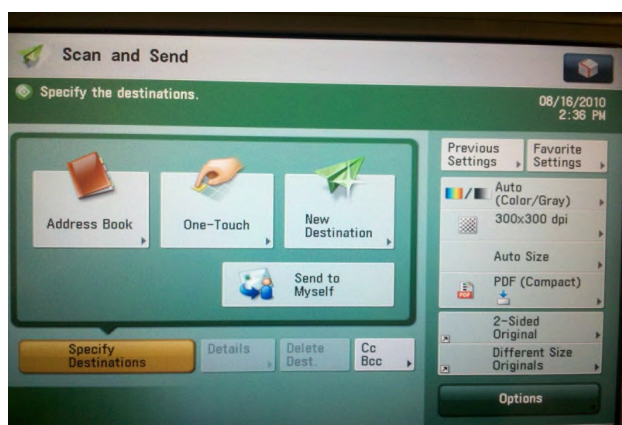 Scan and Send
Specify the destinations.
08/16/2010
2:36 PM
Previous
Settings
Favorite
Settings
Address Book
One-Touch
New
Destination
Send to
Myself
Auto
(Color/Gray)
300x300 dpi
Auto Size
PDF
PDF (Compact)
2-Sided
Original
Different Size
Originals
Specify
Destinations
Details
Delete
Dest.
Cc
Bcc
Options